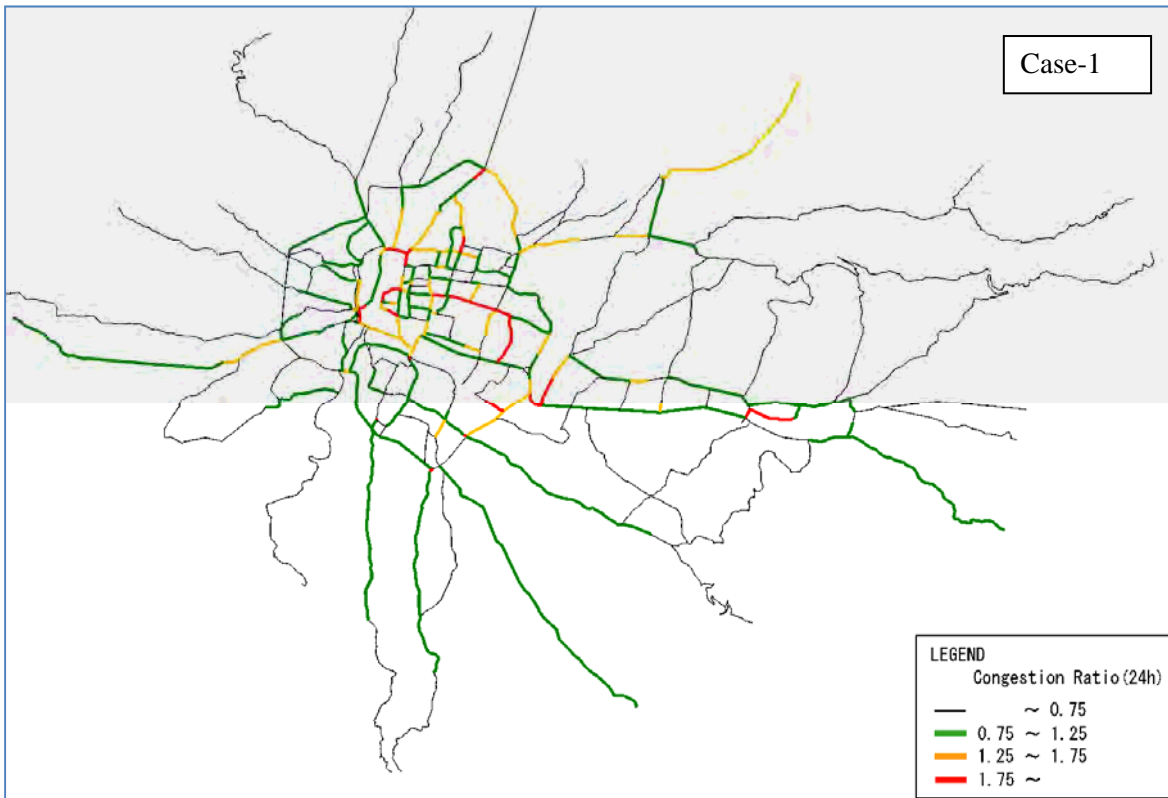 Case-1
LEGEND
Congestion Ratio(24h)
～ 0.75
0.75 ～ 1.25
1.25 ～ 1.75
1.75 ～